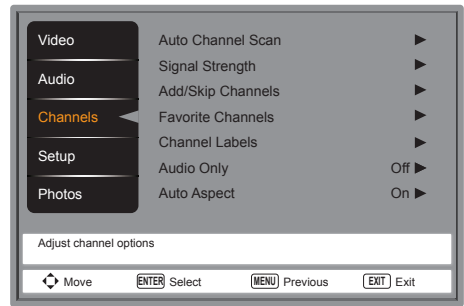 Video
Audio
Channels
Setup
Photos
Auto Channel Scan
Signal Strength
Add/Skip Channels
Favorite Channels
Channel Labels
Audio Only Off
Auto Aspect On
Adjust channel options
Move ENTER Select MENU Previous EXIT Exit